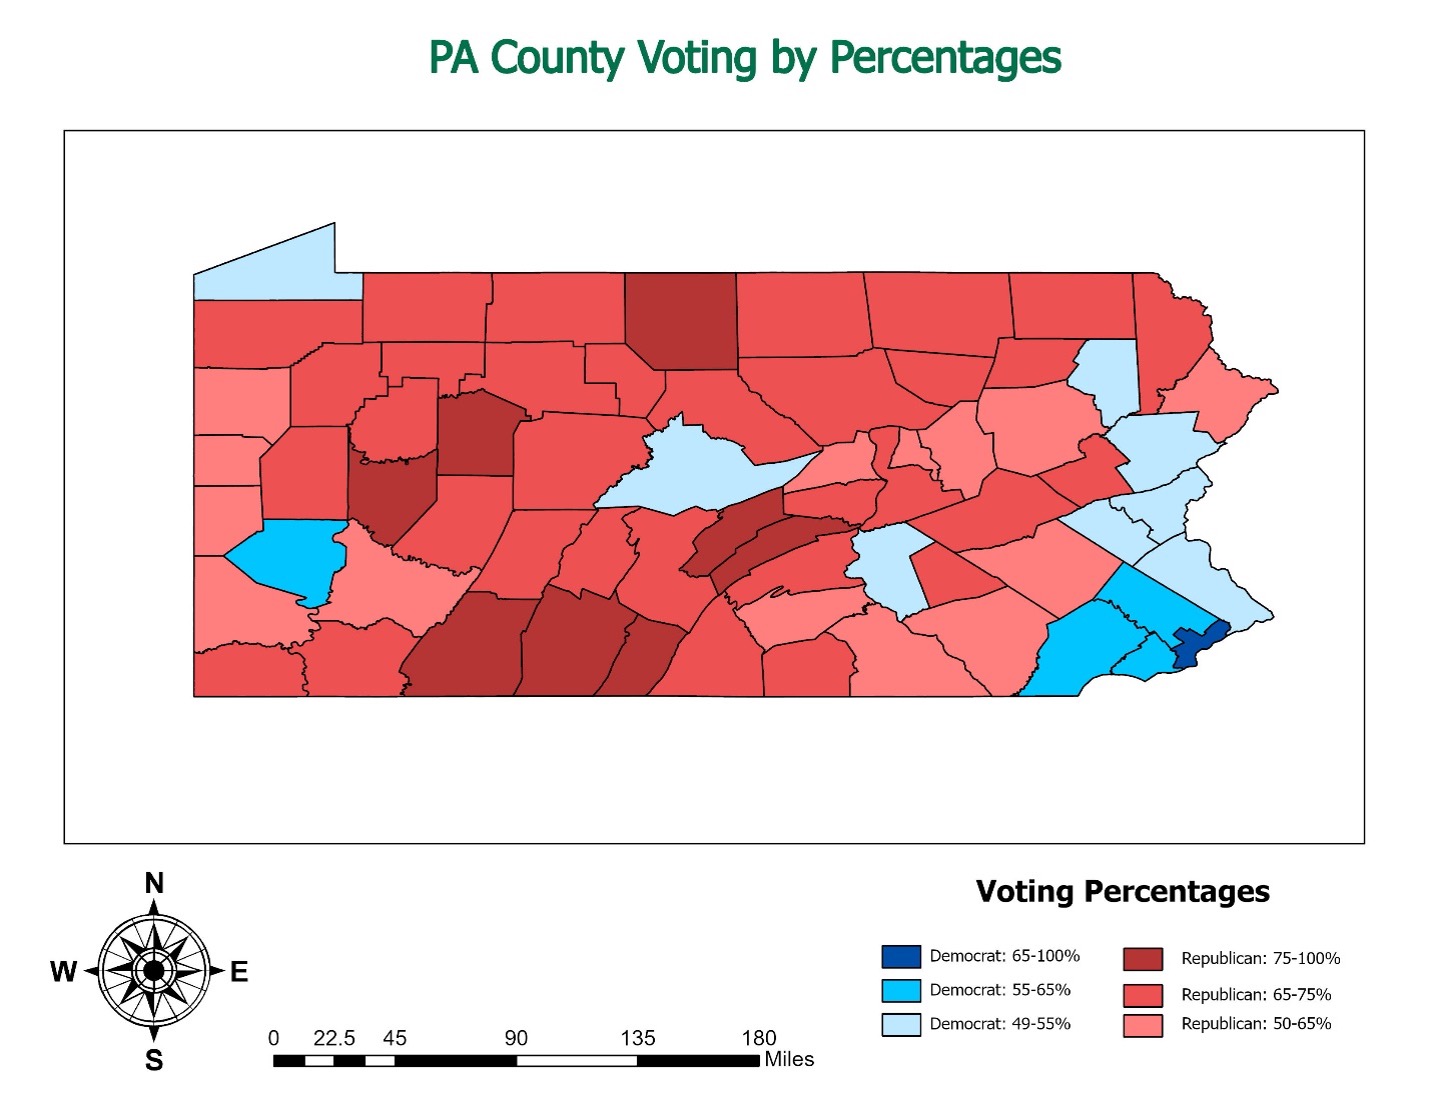 PA County Voting by Percentages
N
W
E
S
0 22.5 45 90 135 180
Miles
Voting Percentages
Democrat: 65-100%
Democrat: 55-65%
Democrat: 49-55%
Republican: 75-100%
Republican: 65-75%
Republican: 50-65%